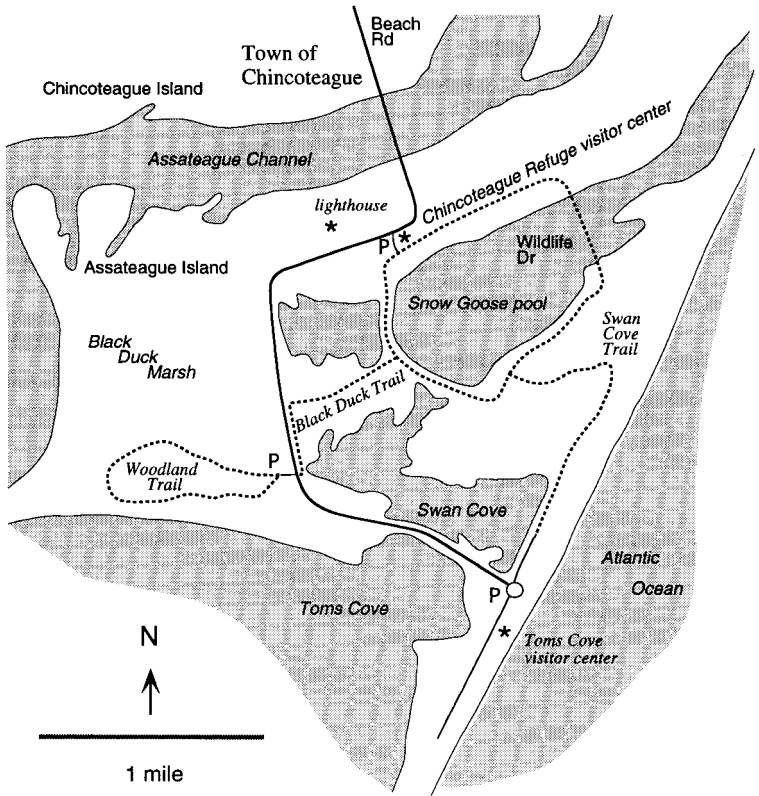 Beach
Rd
Town of
Chincoteague
Chincoteague Island
Assateague Channel
Chincoteague Refuge visitor center
lighthouse
*
*
P
Wildlife
Dr
Assateague Island
Snow Goose pool
Swan
Cove
Trail
Black
Duck
Marsh
Black Duck Trail
P
Woodland
Trail
Swan Cove
Atlantic
Ocean
P
Toms Cove
*
Toms Cove
visitor center
N
1 mile